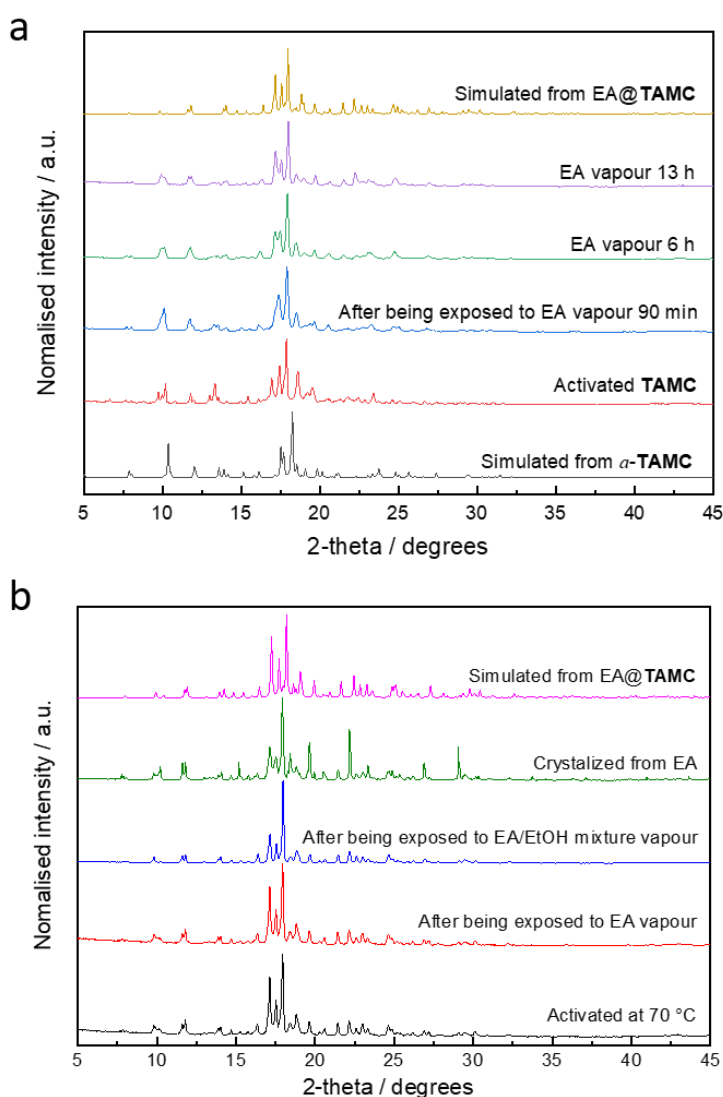 a
Nomalised intensity / a.u.
Simulated from EA@TAMC
EA vapour 13 h
EA vapour 6 h
After being exposed to EA vapour 90 min
Activated TAMC
Simulated from a-TAMC
5 10 15 20 25 30 35 40 45
2-theta / degrees
b
Nomalised intensity / a.u.
Simulated from EA@TAMC
Crystalized from EA
After being exposed to EA/EtOH mixture vapour
After being exposed to EA vapour
Activated at 70 °C
5 10 15 20 25 30 35 40 45
2-theta / degrees